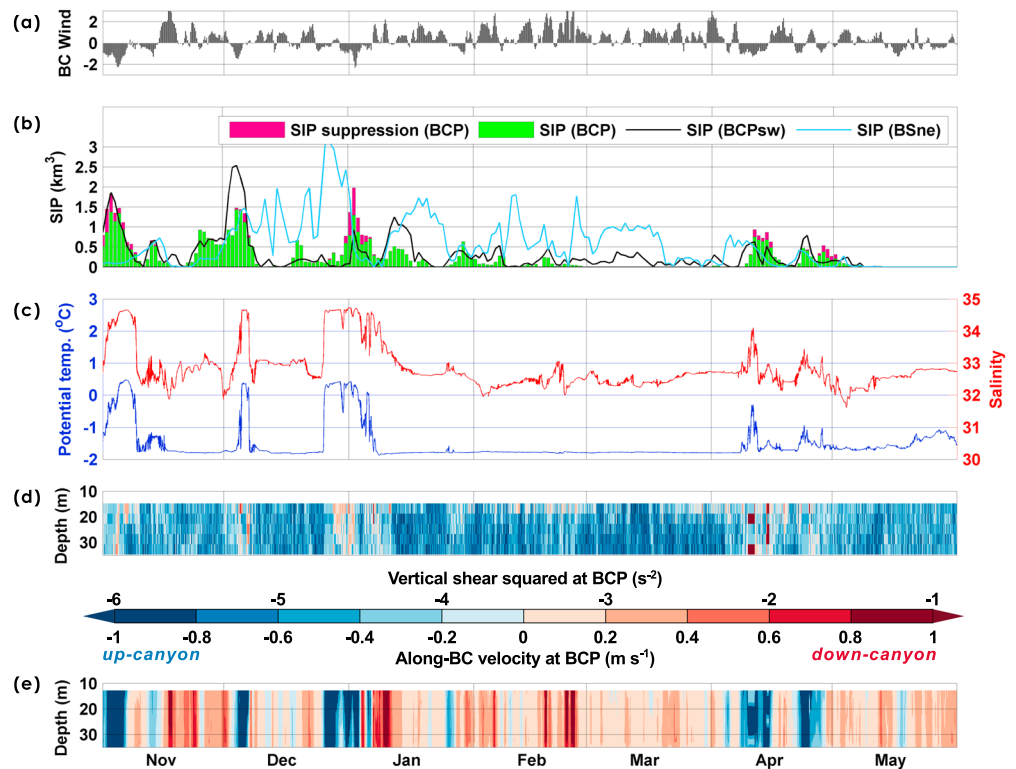 (a)
BC Wind
2
0
-2
(b)
SIP suppression (BCP) SIP (BCP) SIP (BCPsw) SIP (BSne)
SIP (km³)
3
2.5
2
1.5
1
0.5
0
(c)
Potential temp. (°C)
3
2
1
0
-1
-2
35
34
33
32
31
30
Salinity
(d)
Depth (m)
10
20
30
Vertical shear squared at BCP (s⁻²)
-6 -5 -4 -3 -2 -1
-1 -0.8 -0.6 -0.4 -0.2 0 0.2 0.4 0.6 0.8 1
up-canyon Along-BC velocity at BCP (m s⁻¹) down-canyon
(e)
Depth (m)
10
20
30
Nov Dec Jan Feb Mar Apr May